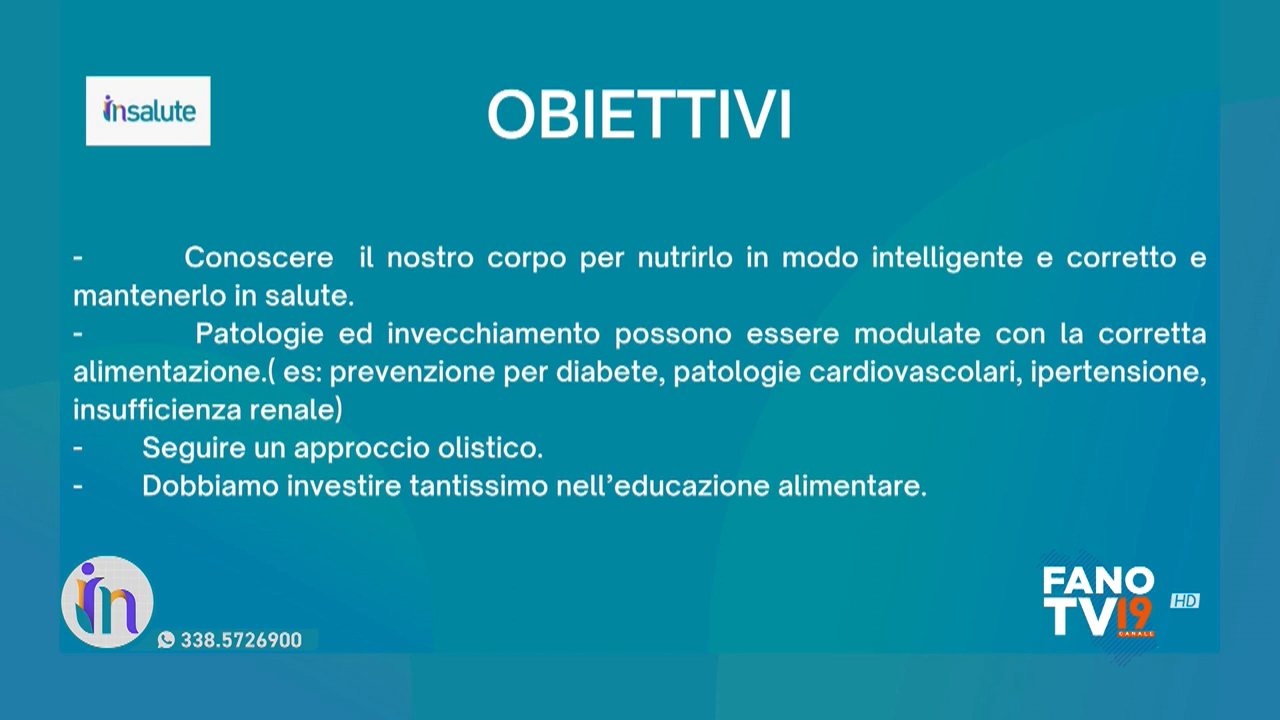 insalute
OBIETTIVI
- Conoscere il nostro corpo per nutrirlo in modo intelligente e corretto e
mantenerlo in salute.
- Patologie ed invecchiamento possono essere modulate con la corretta
alimentazione.( es: prevenzione per diabete, patologie cardiovascolari, ipertensione,
insufficienza renale)
- Seguire un approccio olistico.
- Dobbiamo investire tantissimo nell’educazione alimentare.
in
338.5726900
FANO
TV19
CANALE
HD